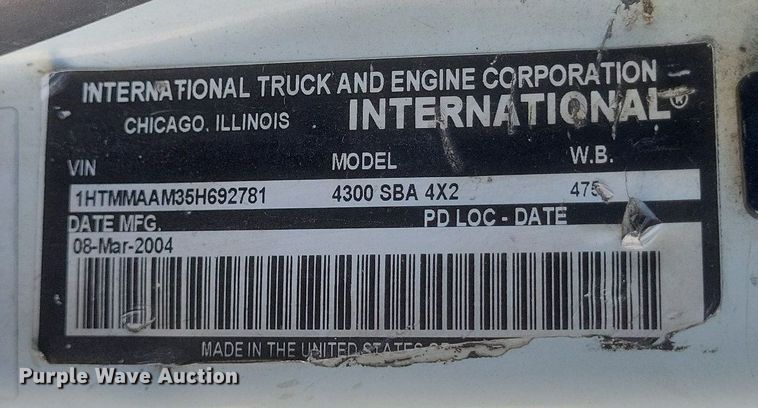 INTERNATIONAL TRUCK AND ENGINE CORPORATION
CHICAGO, ILLINOIS INTERNATIONAL®
VIN MODEL W.B.
1HTMMAAM35H692781 4300 SBA 4X2 475
DATE MFG. PD LOC - DATE
08-Mar-2004
MADE IN THE UNITED STATES
Purple Wave Auction